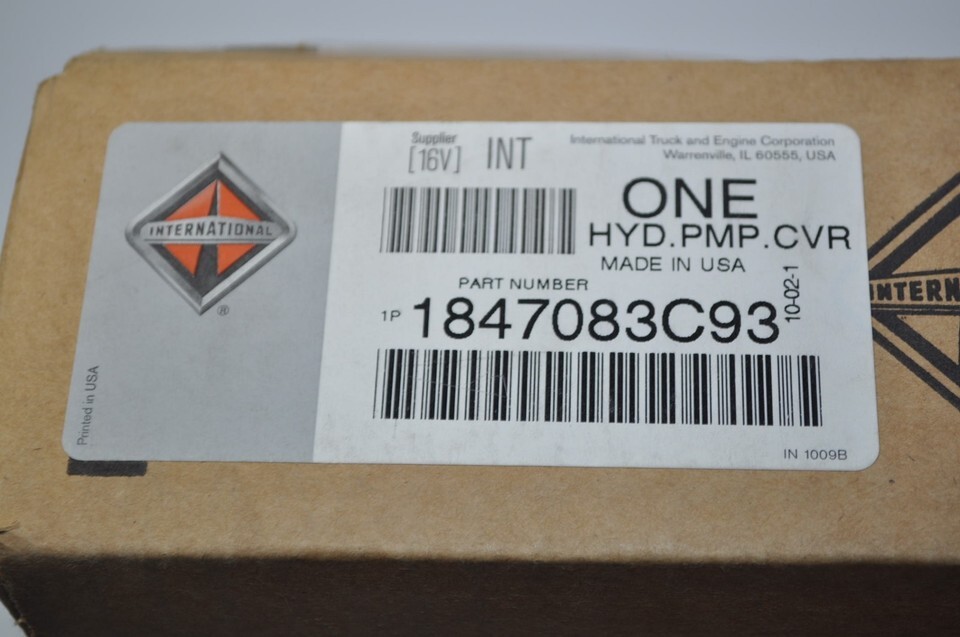 Supplier
[16V] INT
International Truck and Engine Corporation
Warrenville, IL 60555, USA
ONE
HYD.PMP.CVR
MADE IN USA
PART NUMBER
1P 1847083C93
10-02-1
INTERNATIONAL
®
Printed in USA
IN 1009B
INTERN